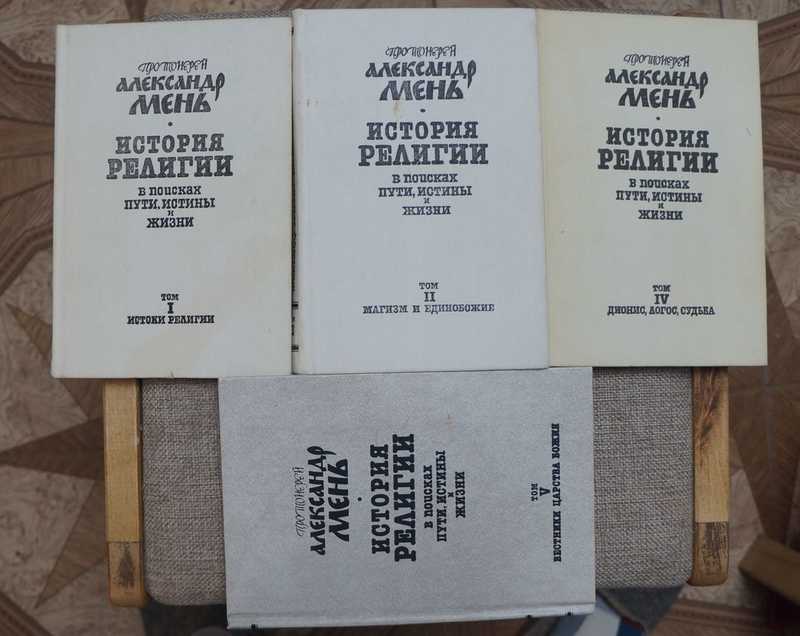 протоиерей
АЛЕКСАНДР
МЕНЬ
ИСТОРИЯ
РЕЛИГИИ
В ПОИСКАХ
ПУТИ, ИСТИНЫ
И
ЖИЗНИ
ТОМ
I
ИСТОКИ РЕЛИГИИ
протоиерей
АЛЕКСАНДР
МЕНЬ
ИСТОРИЯ
РЕЛИГИИ
В ПОИСКАХ
ПУТИ, ИСТИНЫ
И
ЖИЗНИ
ТОМ
II
МАГИЗМ И ЕДИНОБОЖИЕ
протоиерей
АЛЕКСАНДР
МЕНЬ
ИСТОРИЯ
РЕЛИГИИ
В ПОИСКАХ
ПУТИ, ИСТИНЫ
И
ЖИЗНИ
ТОМ
IV
ДИОНИС, ЛОГОС, СУДЬБА
протоиерей
АЛЕКСАНДР
МЕНЬ
ИСТОРИЯ
РЕЛИГИИ
В ПОИСКАХ
ПУТИ, ИСТИНЫ
И
ЖИЗНИ
ТОМ
V
ВЕСТНИКИ ЦАРСТВА БОЖИЯ